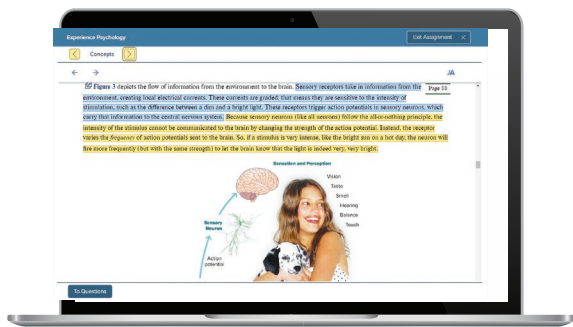 Experience Psychology
Exit Assignment ×
Concepts
Figure 3 depicts the flow of information from the environment to the brain. Sensory receptors take in information from the
Page 33
environment, creating local electrical currents. These currents are graded; that means they are sensitive to the intensity of
stimulation, such as the difference between a dim and a bright light. These receptors trigger action potentials in sensory neurons, which
carry that information to the central nervous system. Because sensory neurons (like all neurons) follow the all-or-nothing principle, the
intensity of the stimulus cannot be communicated to the brain by changing the strength of the action potential. Instead, the receptor
varies the frequency of action potentials sent to the brain. So, if a stimulus is very intense, like the bright sun on a hot day, the neuron will
fire more frequently (but with the same strength) to let the brain know that the light is indeed very, very bright.
Sensation and Perception
Vision
Taste
Smell
Hearing
Balance
Touch
Sensory
Neuron
Action
potential
To Questions